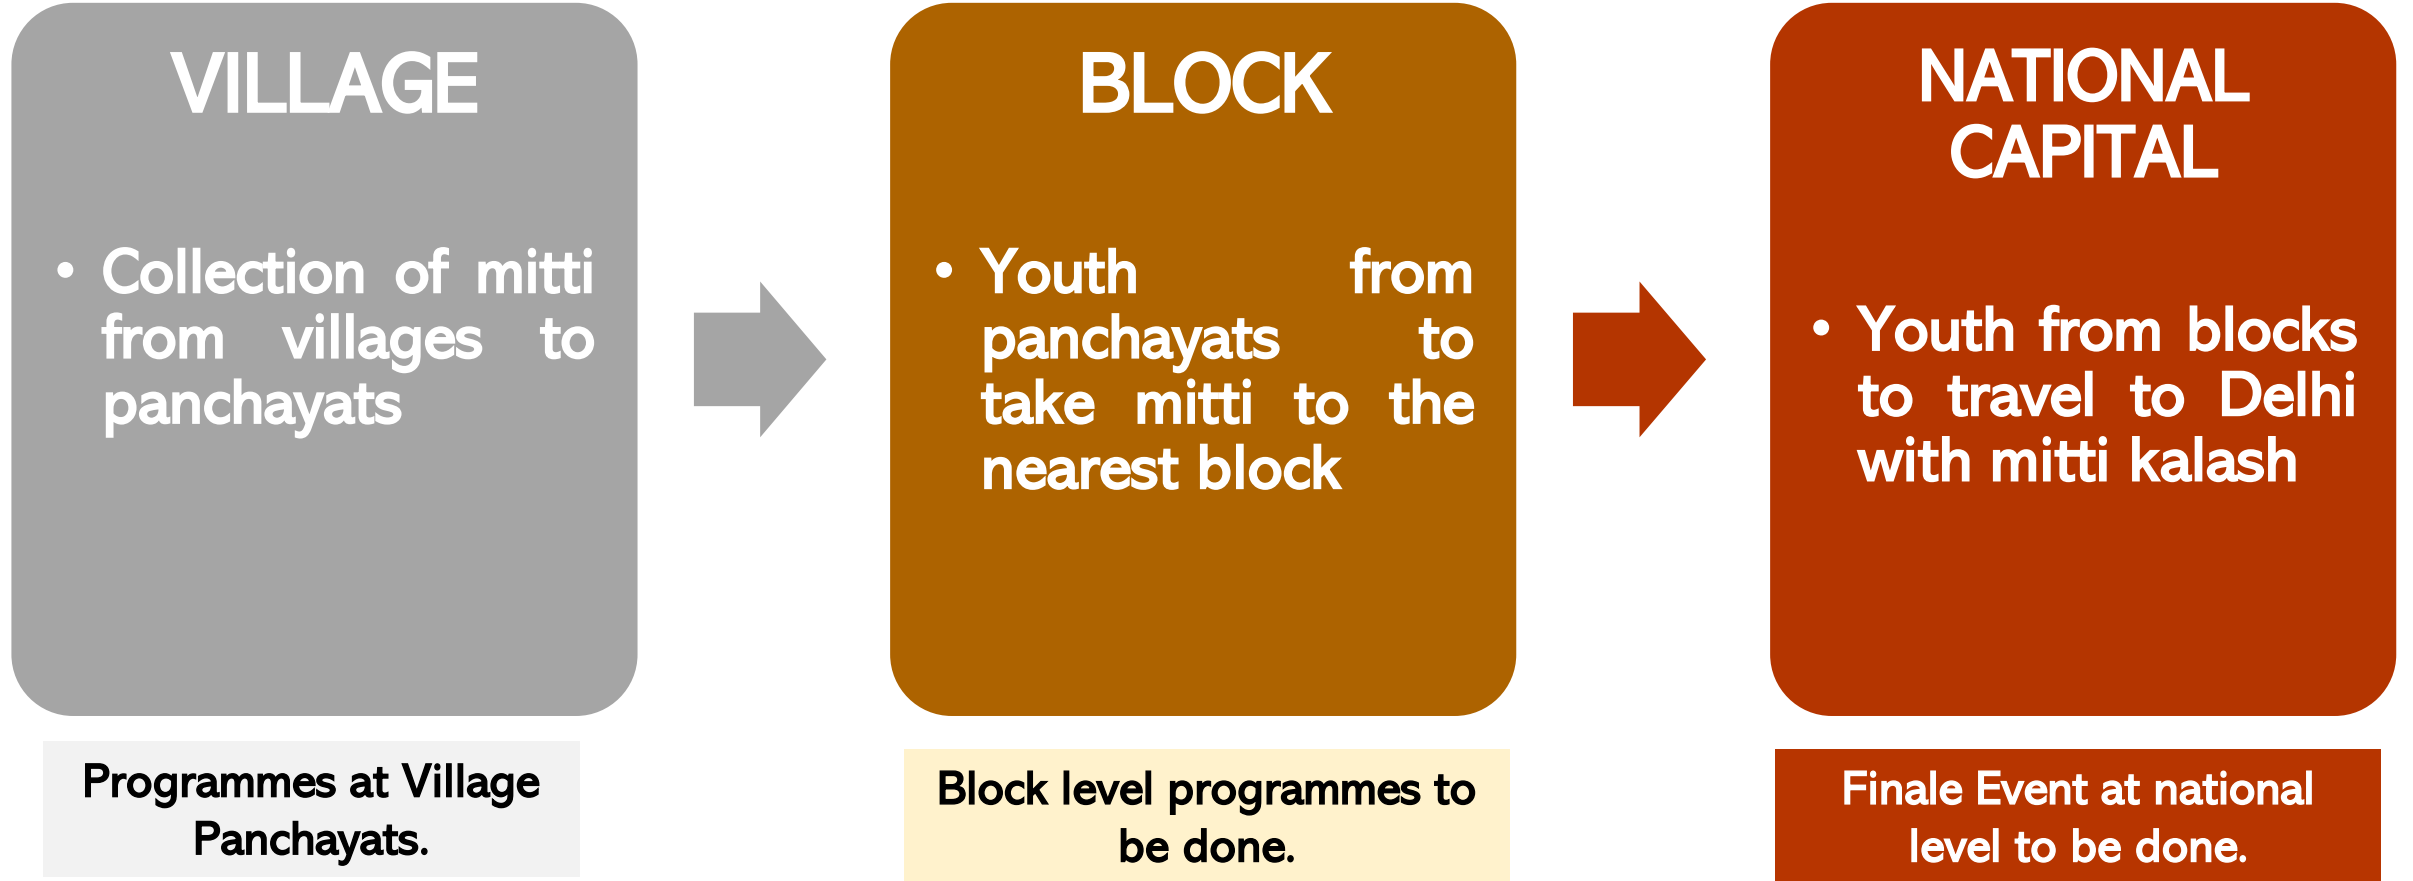 VILLAGE
• Collection of mitti
from villages to
panchayats
Programmes at Village
Panchayats.
BLOCK
• Youth from
panchayats to
take mitti to the
nearest block
Block level programmes to
be done.
NATIONAL
CAPITAL
• Youth from blocks
to travel to Delhi
with mitti kalash
Finale Event at national
level to be done.